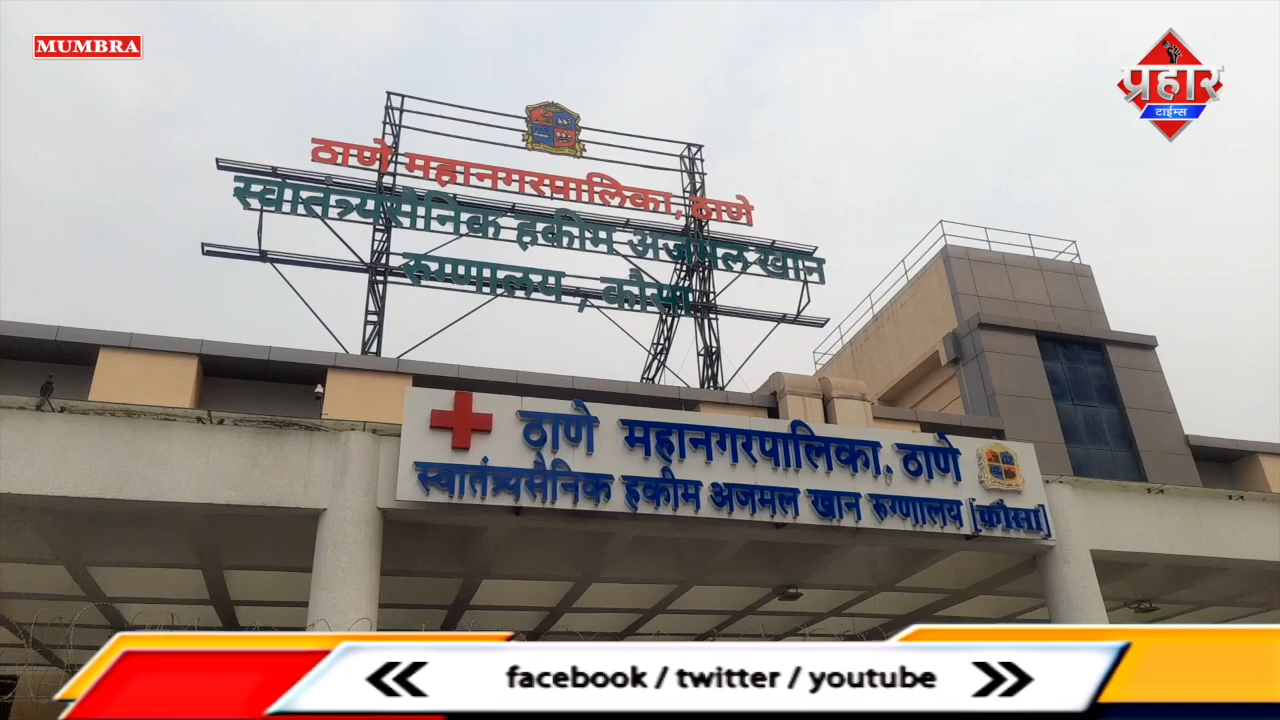 MUMBRA
प्रहार
टाईम्स
ठाणे महानगरपालिका, ठाणे
स्वातंत्र्यसैनिक हकीम अजमल खान
रुग्णालय , कौसा
ठाणे महानगरपालिका, ठाणे
स्वातंत्र्यसैनिक हकीम अजमल खान रुग्णालय [कौसा]
facebook / twitter / youtube